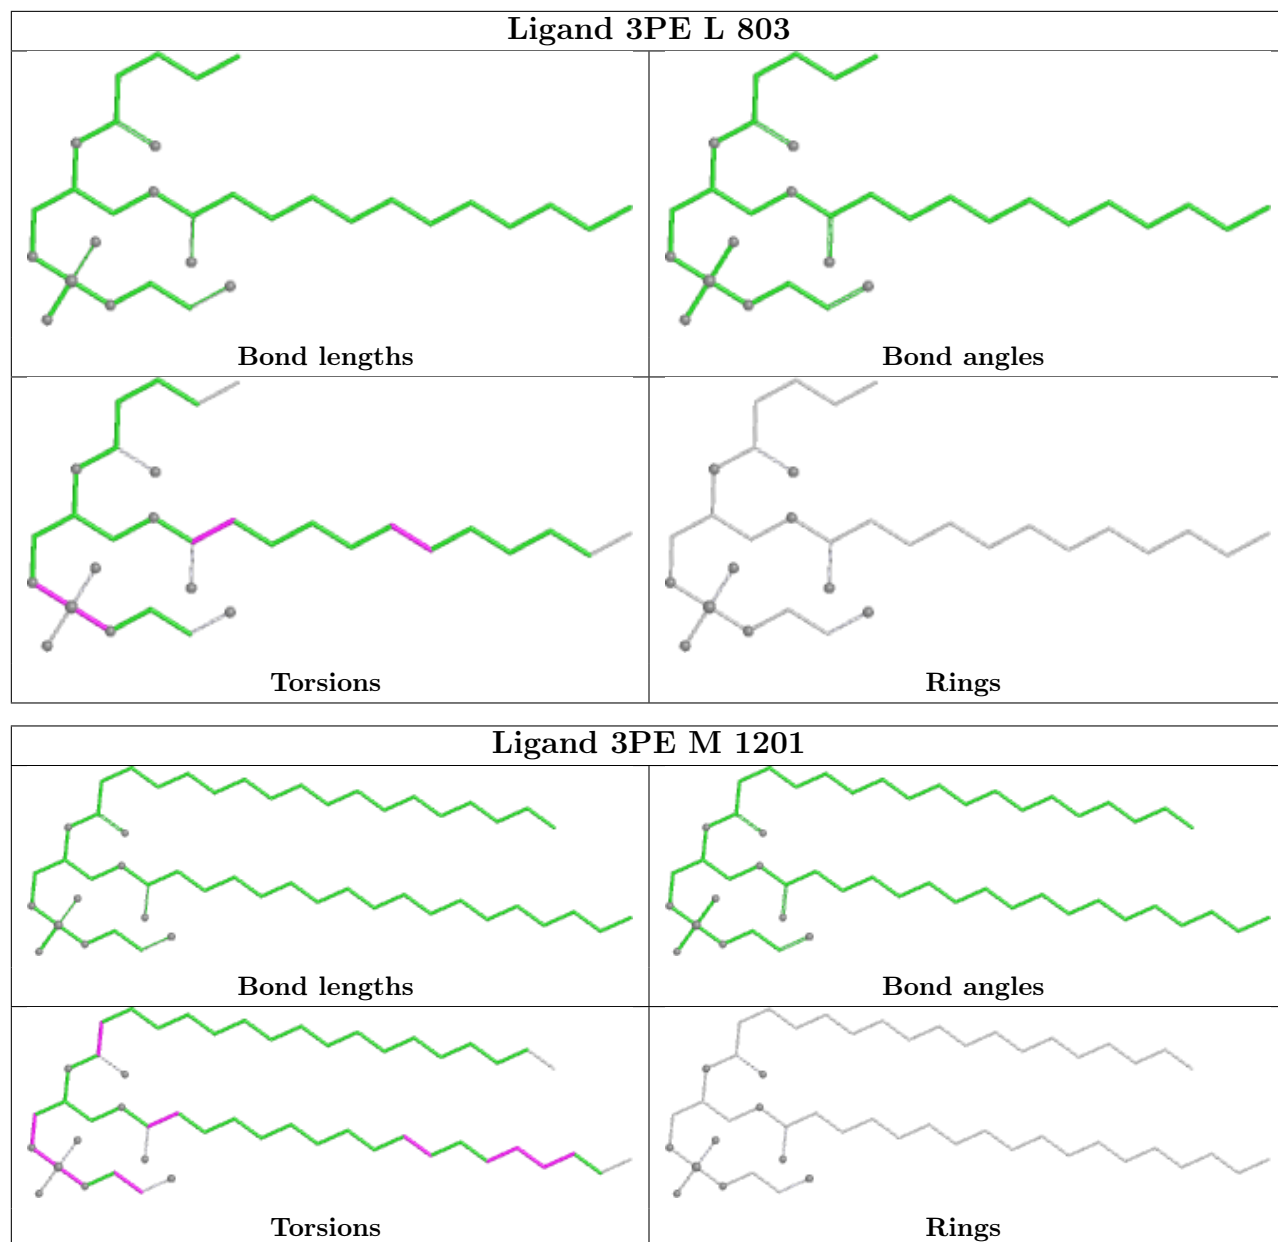 Ligand 3PE L 803
Bond lengths
Bond angles
Torsions
Rings
Ligand 3PE M 1201
Bond lengths
Bond angles
Torsions
Rings